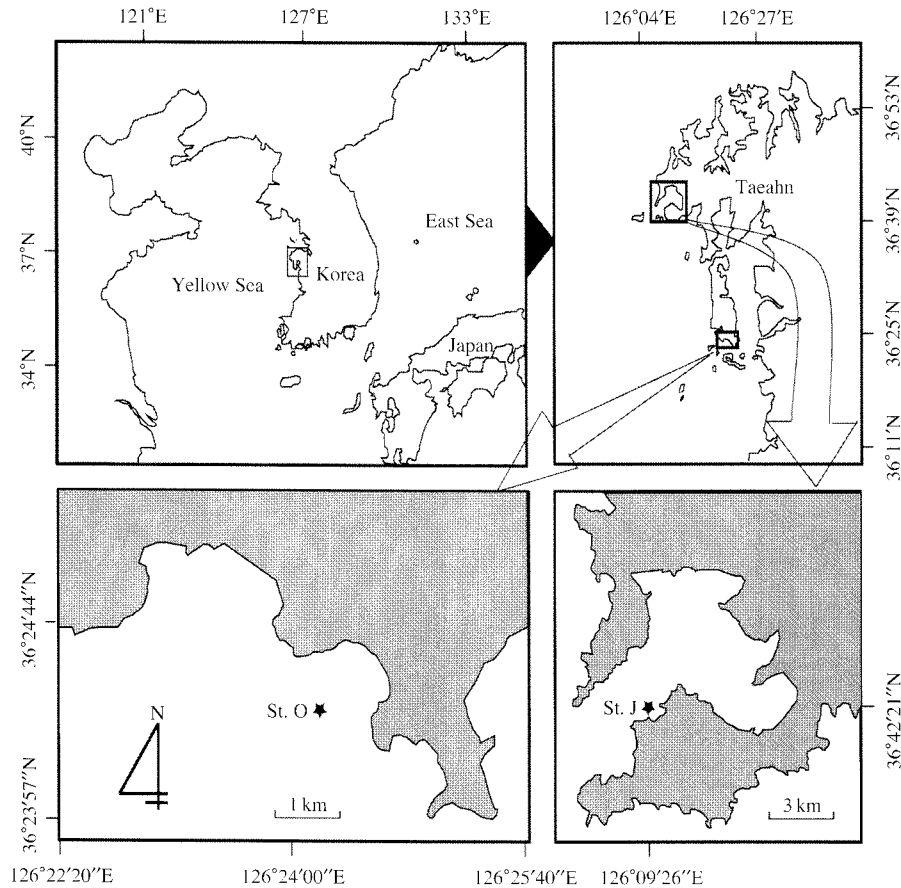 121°E 127°E 133°E
126°04′E 126°27′E
40°N
37°N
34°N
East Sea
Yellow Sea
Korea
Japan
Taeahn
36°53′N
36°39′N
36°25′N
36°11′N
36°24′44″N
36°23′57″N
St. O
N
1 km
126°22′20″E 126°24′00″E 126°25′40″E
St. J
3 km
36°42′21″N
126°09′26″E